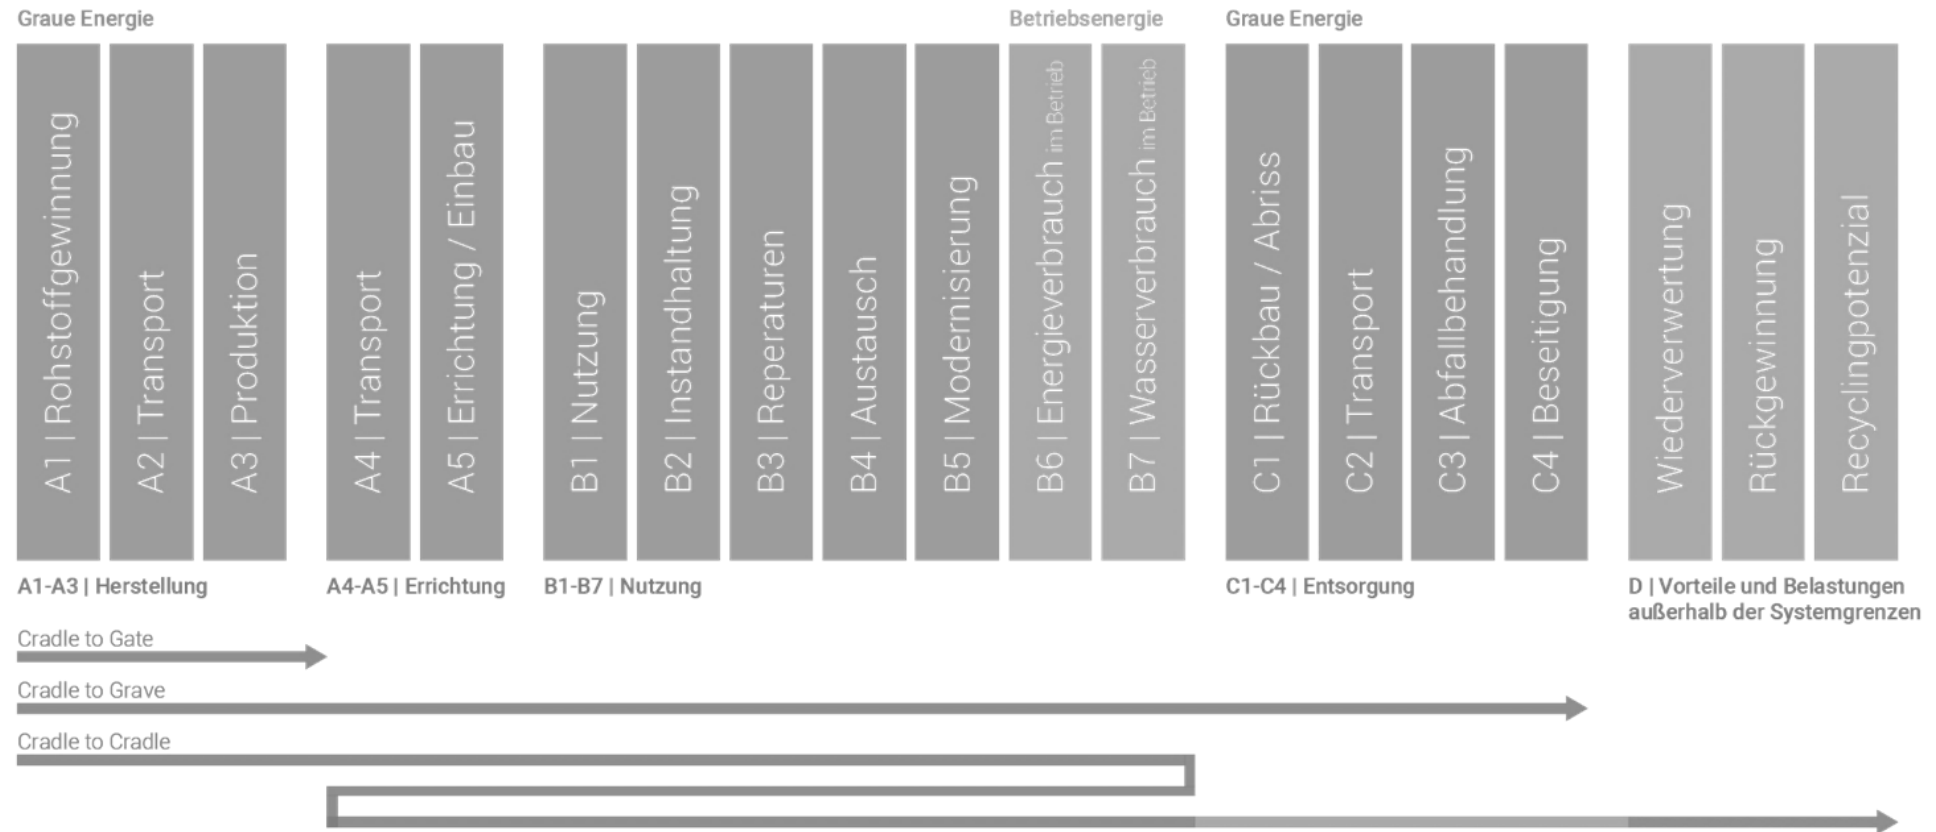 Graue Energie
Betriebsenergie
Graue Energie
A1 | Rohstoffgewinnung
A2 | Transport
A3 | Produktion
A4 | Transport
A5 | Errichtung / Einbau
B1 | Nutzung
B2 | Instandhaltung
B3 | Reperaturen
B4 | Austausch
B5 | Modernisierung
B6 | Energieverbrauch im Betrieb
B7 | Wasserverbrauch im Betrieb
C1 | Rückbau / Abriss
C2 | Transport
C3 | Abfallbehandlung
C4 | Beseitigung
Wiederverwertung
Rückgewinnung
Recyclingpotenzial
A1-A3 | Herstellung
A4-A5 | Errichtung
B1-B7 | Nutzung
C1-C4 | Entsorgung
D | Vorteile und Belastungen
außerhalb der Systemgrenzen
Cradle to Gate
Cradle to Grave
Cradle to Cradle